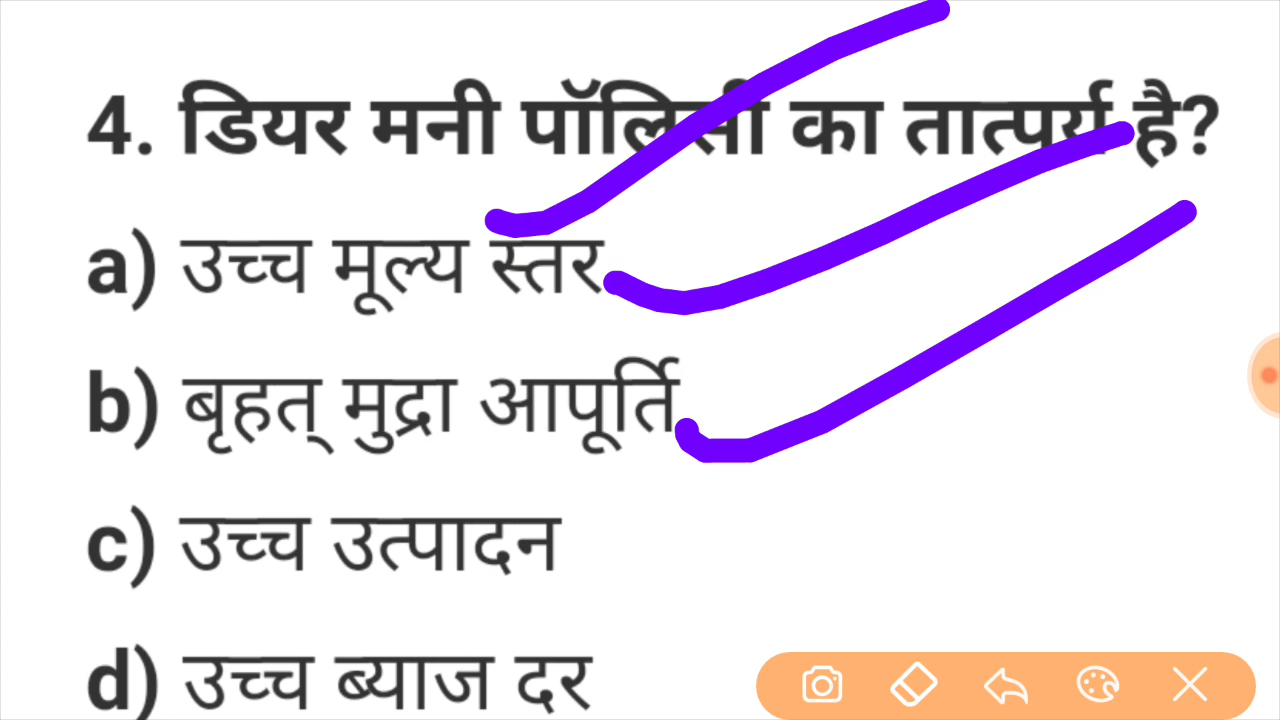 4. डियर मनी पॉलिसी का तात्पर्य है?
a) उच्च मूल्य स्तर
b) बृहत् मुद्रा आपूर्ति
c) उच्च उत्पादन
d) उच्च ब्याज दर